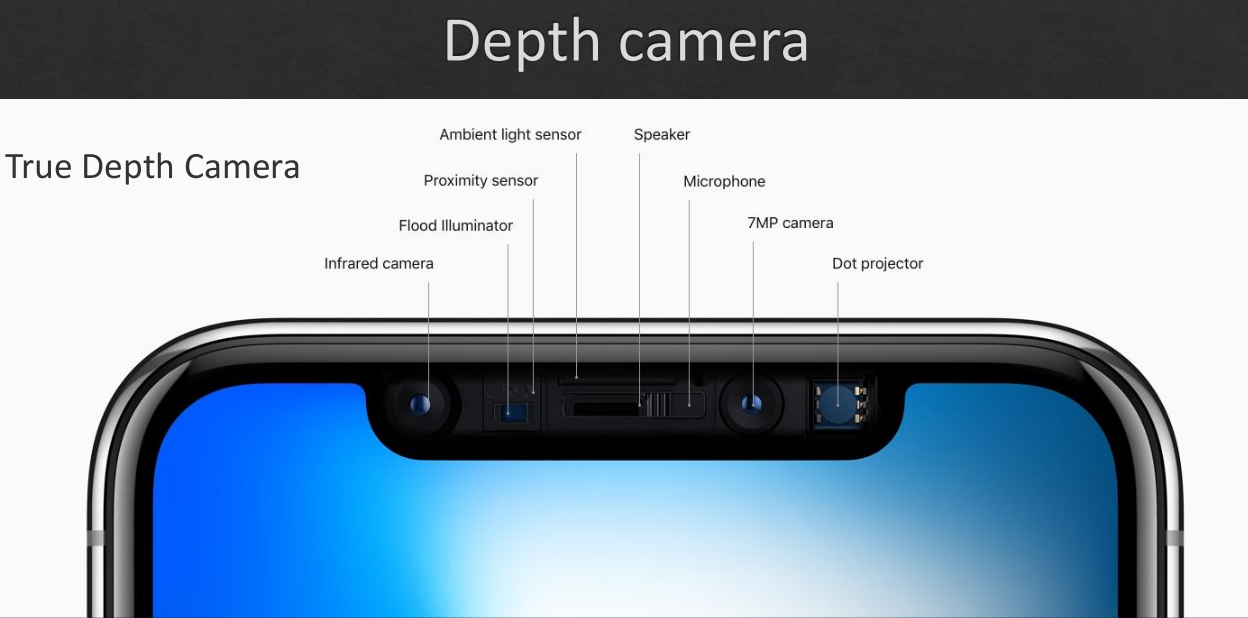 Depth camera
True Depth Camera
Ambient light sensor
Speaker
Proximity sensor
Microphone
Flood Illuminator
7MP camera
Infrared camera
Dot projector